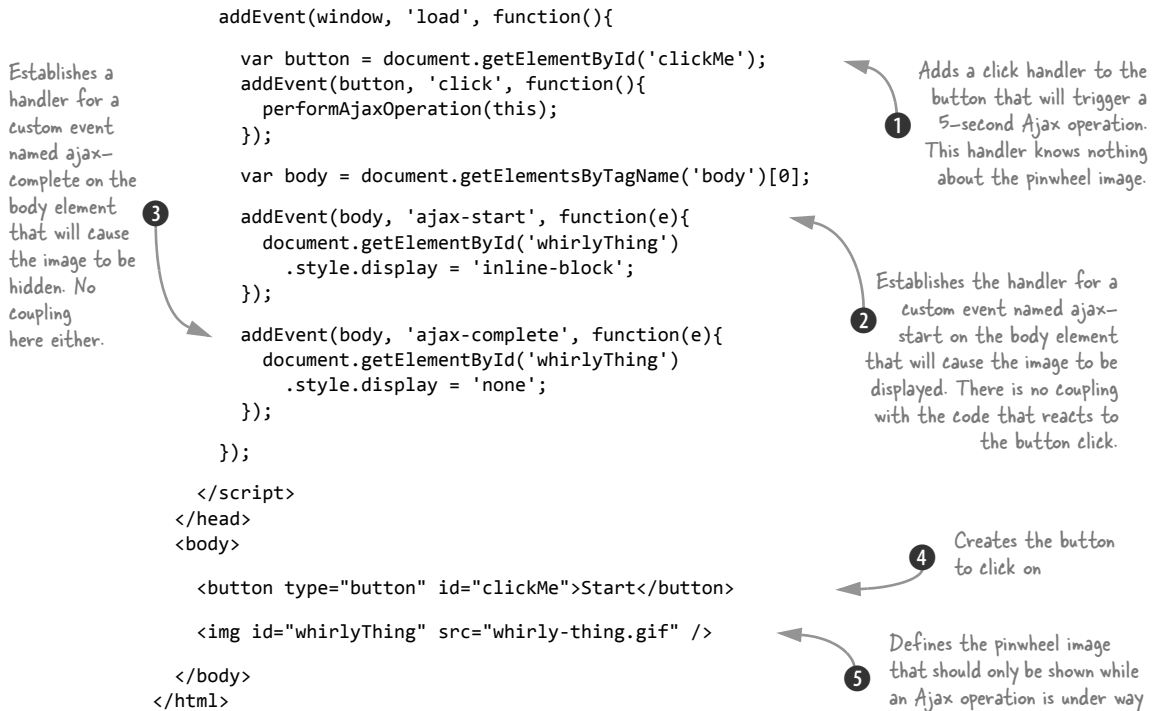 addEvent(window, 'load', function(){
var button = document.getElementById('clickMe');
addEvent(button, 'click', function(){
performAjaxOperation(this);
});
var body = document.getElementsByTagName('body')[0];
addEvent(body, 'ajax-start', function(e){
document.getElementById('whirlyThing')
.style.display = 'inline-block';
});
addEvent(body, 'ajax-complete', function(e){
document.getElementById('whirlyThing')
.style.display = 'none';
});
});
</script>
</head>
<body>
<button type="button" id="clickMe">Start</button>
<img id="whirlyThing" src="whirly-thing.gif" />
</body>
</html>
1
Adds a click handler to the
button that will trigger a
5-second Ajax operation.
This handler knows nothing
about the pinwheel image.
2
Establishes the handler for a
custom event named ajax-
start on the body element
that will cause the image to be
displayed. There is no coupling
with the code that reacts to
the button click.
3
Establishes a
handler for a
custom event
named ajax-
complete on the
body element
that will cause
the image to be
hidden. No
coupling
here either.
4
Creates the button
to click on
5
Defines the pinwheel image
that should only be shown while
an Ajax operation is under way